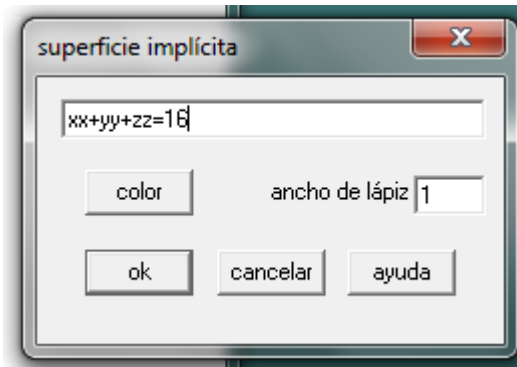 superficie implícita
xx+yy+zz=16
color
ancho de lápiz 1
ok cancelar ayuda